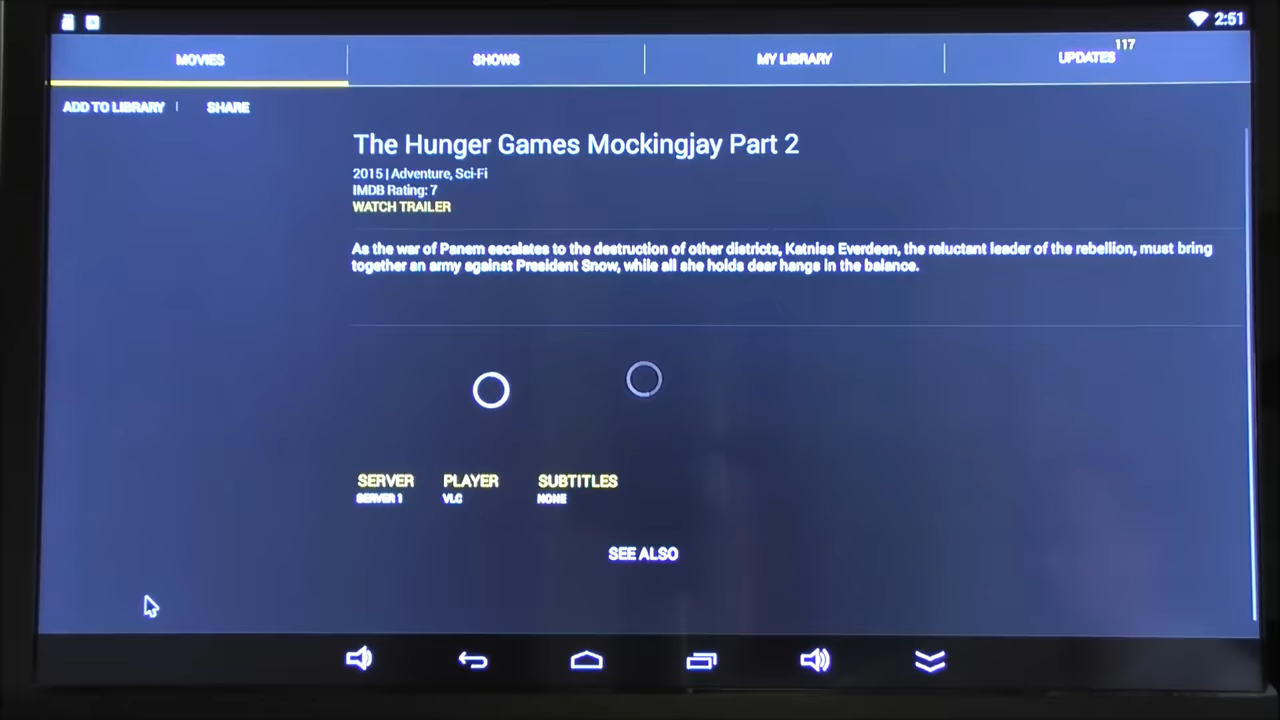 2:51
MOVIES
SHOWS
MY LIBRARY
UPDATES
117
ADD TO LIBRARY
SHARE
The Hunger Games Mockingjay Part 2
2015 | Adventure, Sci-Fi
IMDB Rating: 7
WATCH TRAILER
As the war of Panem escalates to the destruction of other districts, Katniss Everdeen, the reluctant leader of the rebellion, must bring
together an army against President Snow, while all she holds dear hangs in the balance.
SERVER PLAYER SUBTITLES
SERVER 1 VLC NONE
SEE ALSO